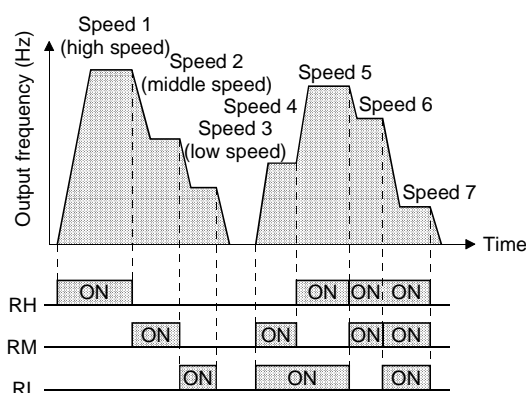 Output frequency (Hz)
Speed 1
(high speed)
Speed 2
(middle speed)
Speed 3
(low speed)
Speed 4
Speed 5
Speed 6
Speed 7
Time
RH
ON
ON
ON
ON
RM
ON
ON
ON
ON
RL
ON
ON
ON